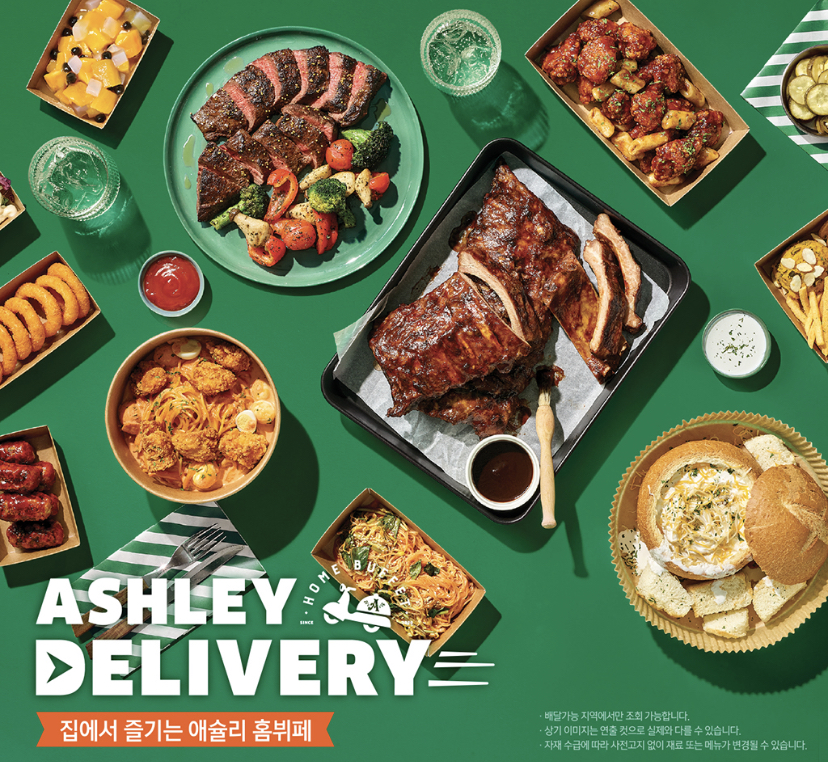 ASHLEY
· HOME BUFFET ·
SINCE
DELIVERY
집에서 즐기는 애슐리 홈뷔페
· 배달가능 지역에서만 조회 가능합니다.
· 상기 이미지는 연출 컷으로 실제와 다를 수 있습니다.
· 자재 수급에 따라 사전고지 없이 재료 또는 메뉴가 변경될 수 있습니다.